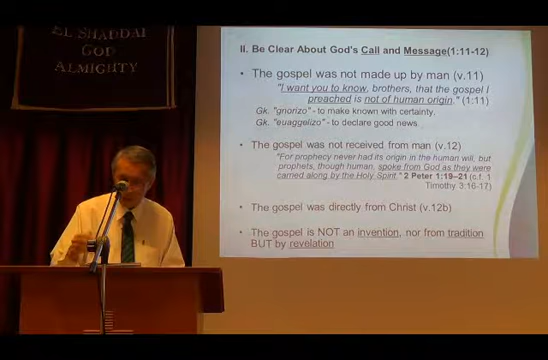 EL SHADDAI
GOD
ALMIGHTY
II. Be Clear About God's Call and Message(1:11-12)
• The gospel was not made up by man (v.11)
"I want you to know, brothers, that the gospel I
preached is not of human origin." (1:11)
Gk. "gnorizo" - to make known with certainty.
Gk. "euaggelizo" - to declare good news
• The gospel was not received from man (v.12)
"For prophecy never had its origin in the human will, but
prophets, though human, spoke from God as they were
carried along by the Holy Spirit." 2 Peter 1:19–21 (c.f. 1
Timothy 3:16-17)
• The gospel was directly from Christ (v.12b)
• The gospel is NOT an invention, nor from tradition
BUT by revelation